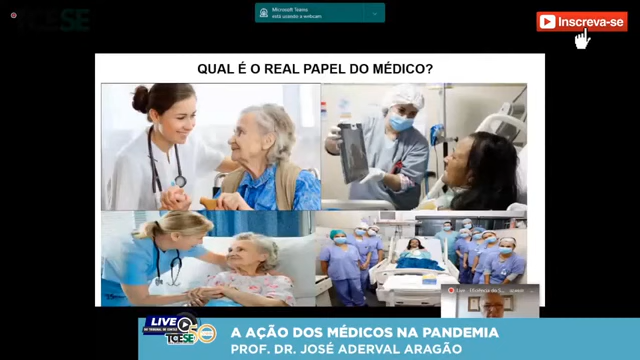 TCESE
Microsoft Teams
está usando a webcam
Inscreva-se
QUAL É O REAL PAPEL DO MÉDICO?
LIVE
TCESE
A AÇÃO DOS MÉDICOS NA PANDEMIA
PROF. DR. JOSÉ ADERVAL ARAGÃO